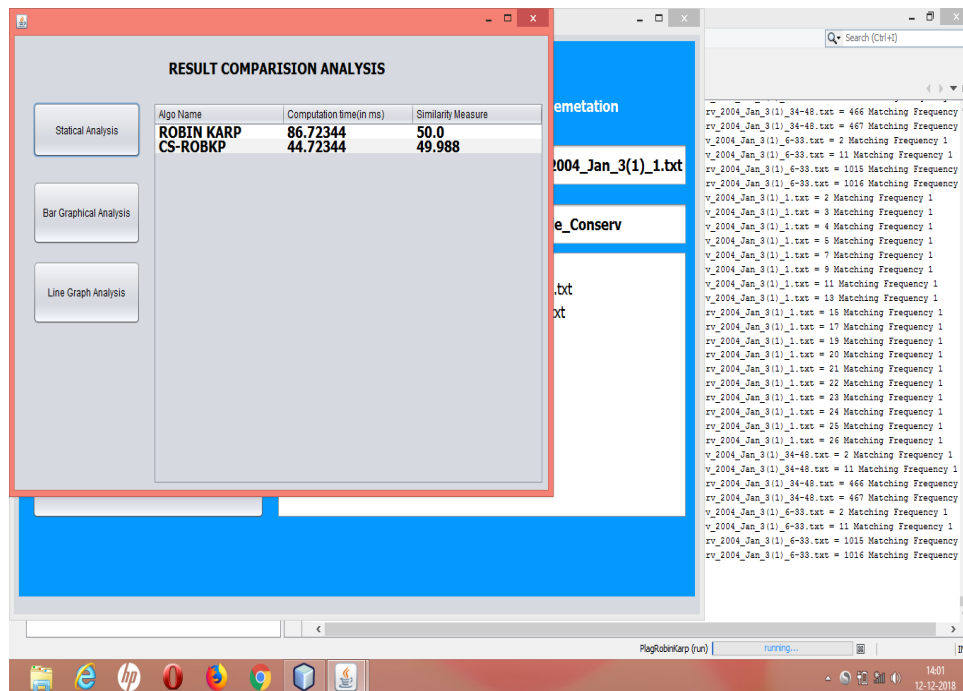 RESULT COMPARISION ANALYSIS
Statical Analysis
Bar Graphical Analysis
Line Graph Analysis
Algo Name Computation time(in ms) Similarity Measure
ROBIN KARP 86.72344 50.0
CS-ROBKP 44.72344 49.988
emetation
2004_Jan_3(1)_1.txt
e_Conserv
.txt
xt
Search (Ctrl+I)
rv_2004_Jan_3(1)_34-48.txt = 466 Matching Frequency
rv_2004_Jan_3(1)_34-48.txt = 467 Matching Frequency
v_2004_Jan_3(1)_6-33.txt = 2 Matching Frequency 1
v_2004_Jan_3(1)_6-33.txt = 11 Matching Frequency 1
rv_2004_Jan_3(1)_6-33.txt = 1015 Matching Frequency
rv_2004_Jan_3(1)_6-33.txt = 1016 Matching Frequency
v_2004_Jan_3(1)_1.txt = 2 Matching Frequency 1
v_2004_Jan_3(1)_1.txt = 3 Matching Frequency 1
v_2004_Jan_3(1)_1.txt = 4 Matching Frequency 1
v_2004_Jan_3(1)_1.txt = 5 Matching Frequency 1
v_2004_Jan_3(1)_1.txt = 7 Matching Frequency 1
v_2004_Jan_3(1)_1.txt = 9 Matching Frequency 1
v_2004_Jan_3(1)_1.txt = 11 Matching Frequency 1
v_2004_Jan_3(1)_1.txt = 13 Matching Frequency 1
rv_2004_Jan_3(1)_1.txt = 15 Matching Frequency 1
rv_2004_Jan_3(1)_1.txt = 17 Matching Frequency 1
rv_2004_Jan_3(1)_1.txt = 19 Matching Frequency 1
rv_2004_Jan_3(1)_1.txt = 20 Matching Frequency 1
rv_2004_Jan_3(1)_1.txt = 21 Matching Frequency 1
rv_2004_Jan_3(1)_1.txt = 22 Matching Frequency 1
rv_2004_Jan_3(1)_1.txt = 23 Matching Frequency 1
rv_2004_Jan_3(1)_1.txt = 24 Matching Frequency 1
rv_2004_Jan_3(1)_1.txt = 25 Matching Frequency 1
rv_2004_Jan_3(1)_1.txt = 26 Matching Frequency 1
v_2004_Jan_3(1)_34-48.txt = 2 Matching Frequency 1
v_2004_Jan_3(1)_34-48.txt = 11 Matching Frequency 1
rv_2004_Jan_3(1)_34-48.txt = 466 Matching Frequency
rv_2004_Jan_3(1)_34-48.txt = 467 Matching Frequency
v_2004_Jan_3(1)_6-33.txt = 2 Matching Frequency 1
v_2004_Jan_3(1)_6-33.txt = 11 Matching Frequency 1
rv_2004_Jan_3(1)_6-33.txt = 1015 Matching Frequency
rv_2004_Jan_3(1)_6-33.txt = 1016 Matching Frequency
PlagRobinKarp (run) running...
hp
14:01
12-12-2018